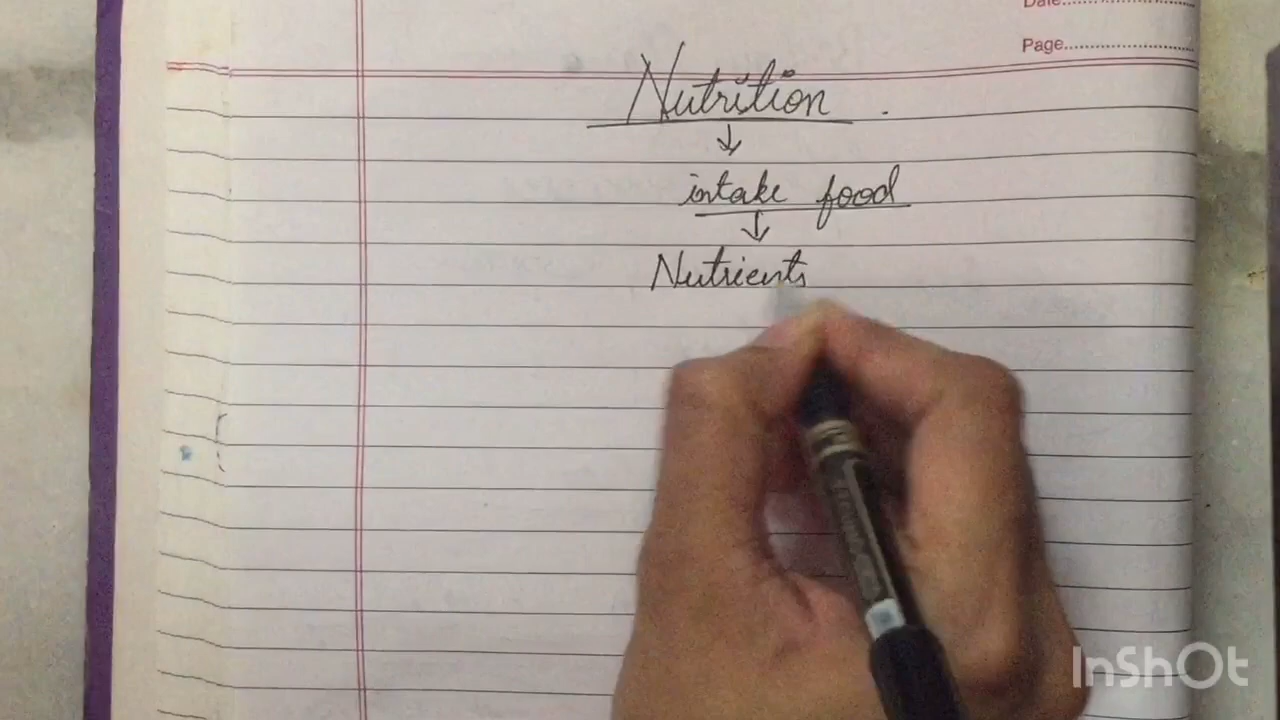 Date..............
Page..............................
Nutrition .
↓
intake food
↓
Nutrients
InShOt